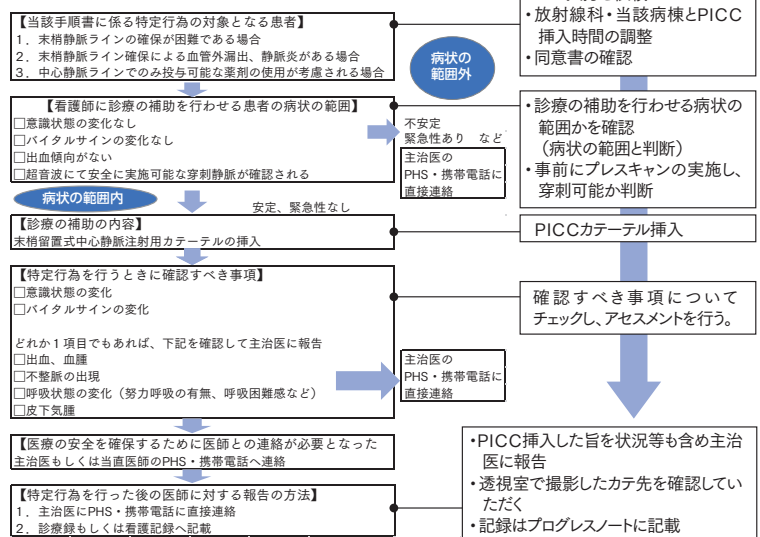 【当該手順書に係る特定行為の対象となる患者】
1．末梢静脈ラインの確保が困難である場合
2．末梢静脈ライン確保による血管外漏出、静脈炎がある場合
3．中心静脈ラインでのみ投与可能な薬剤の使用が考慮される場合
病状の
範囲外
・放射線科・当該病棟とPICC
挿入時間の調整
・同意書の確認
【看護師に診療の補助を行わせる患者の病状の範囲】
□意識状態の変化なし
□バイタルサインの変化なし
□出血傾向がない
□超音波にて安全に実施可能な穿刺静脈が確認される
不安定
緊急性あり など
主治医の
PHS・携帯電話に
直接連絡
・診療の補助を行わせる病状の
範囲かを確認
（病状の範囲と判断）
・事前にプレスキャンの実施し、
穿刺可能か判断
病状の範囲内
安定、緊急性なし
【診療の補助の内容】
末梢留置式中心静脈注射用カテーテルの挿入
PICCカテーテル挿入
【特定行為を行うときに確認すべき事項】
□意識状態の変化
□バイタルサインの変化
どれか1項目でもあれば、下記を確認して主治医に報告
□出血、血腫
□不整脈の出現
□呼吸状態の変化（努力呼吸の有無、呼吸困難感など）
□皮下気腫
主治医の
PHS・携帯電話に
直接連絡
確認すべき事項について
チェックし、アセスメントを行う。
【医療の安全を確保するために医師との連絡が必要となった
主治医もしくは当直医師のPHS・携帯電話へ連絡
【特定行為を行った後の医師に対する報告の方法】
1．主治医にPHS・携帯電話に直接連絡
2．診療録もしくは看護記録へ記載
・PICC挿入した旨を状況等も含め主治
医に報告
・透視室で撮影したカテ先を確認してい
ただく
・記録はプログレスノートに記載